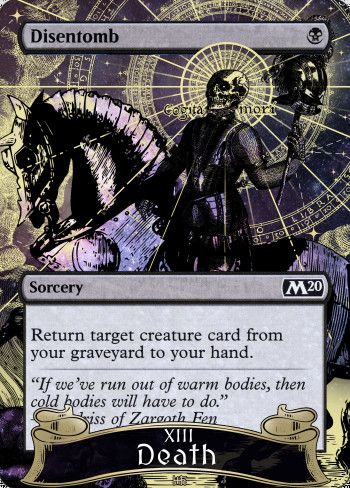 Disentomb
Cogita mori
Sorcery
M20
Return target creature card from
your graveyard to your hand.
“If we’ve run out of warm bodies, then
cold bodies will have to do.”
of Zargoth Fen
XIII
Death